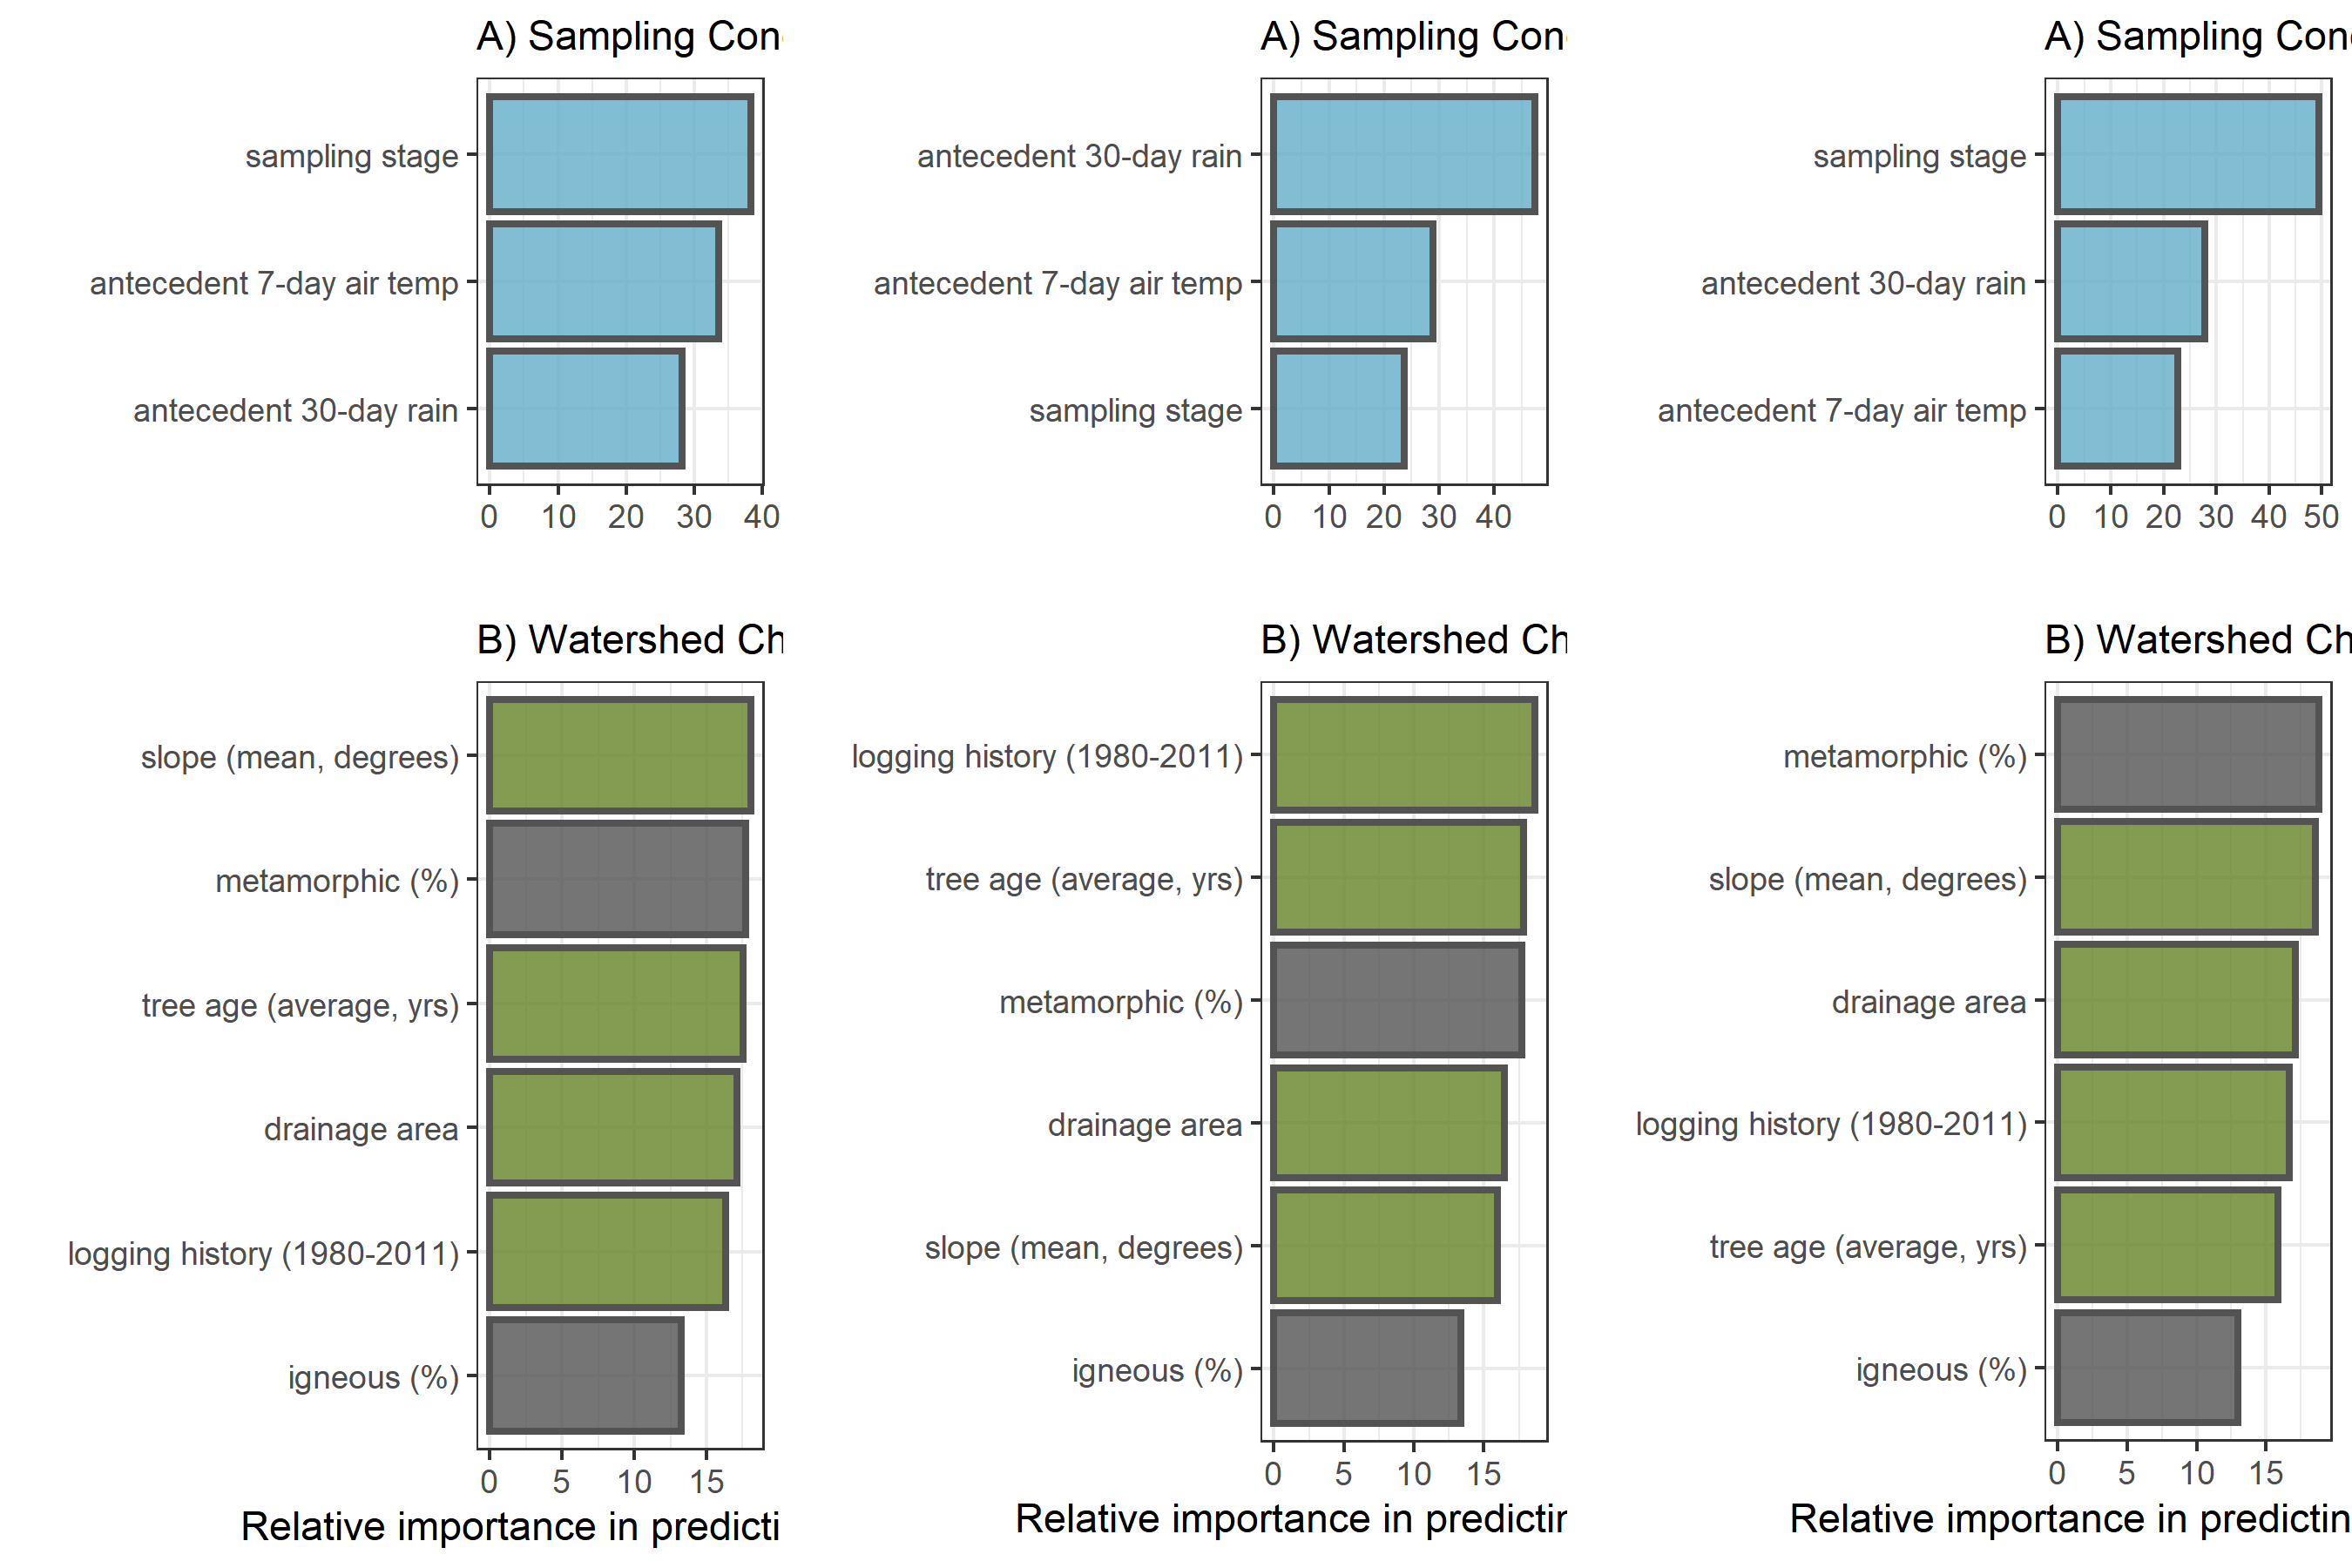 A) Sampling Con
sampling stage
antecedent 7-day air temp
antecedent 30-day rain
0 10 20 30 40
B) Watershed Ch
slope (mean, degrees)
metamorphic (%)
tree age (average, yrs)
drainage area
logging history (1980-2011)
igneous (%)
0 5 10 15
Relative importance in predicti
A) Sampling Con
antecedent 30-day rain
antecedent 7-day air temp
sampling stage
0 10 20 30 40
B) Watershed Ch
logging history (1980-2011)
tree age (average, yrs)
metamorphic (%)
drainage area
slope (mean, degrees)
igneous (%)
0 5 10 15
Relative importance in predictin
A) Sampling Con
sampling stage
antecedent 30-day rain
antecedent 7-day air temp
0 10 20 30 40 50
B) Watershed Ch
metamorphic (%)
slope (mean, degrees)
drainage area
logging history (1980-2011)
tree age (average, yrs)
igneous (%)
0 5 10 15
Relative importance in predictin